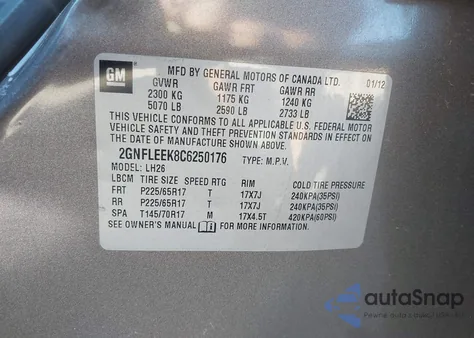 GM
MFD BY GENERAL MOTORS OF CANADA LTD. 01/12
GVWR GAWR FRT GAWR RR
2300 KG 1175 KG 1240 KG
5070 LB 2590 LB 2733 LB
THIS VEHICLE CONFORMS TO ALL APPLICABLE U.S. FEDERAL MOTOR
VEHICLE SAFETY, BUMPER, AND THEFT PREVENTION
STANDARDS IN EFFECT ON THE DATE OF
MANUFACTURE SHOWN ABOVE.
2GNFLEEK8C6250176 TYPE: M.P.V.
LBCM MODEL: LH26
TIRE SIZE SPEED RTG RIM COLD TIRE PRESSURE
FRT P225/65R17 T 17X7J 240KPA(35PSI)
RR P225/65R17 T 17X7J 240KPA(35PSI)
SPA T145/70R17 M 17X4.5T 420KPA(60PSI)
SEE OWNER'S MANUAL FOR MORE INFORMATION.
autoSnap